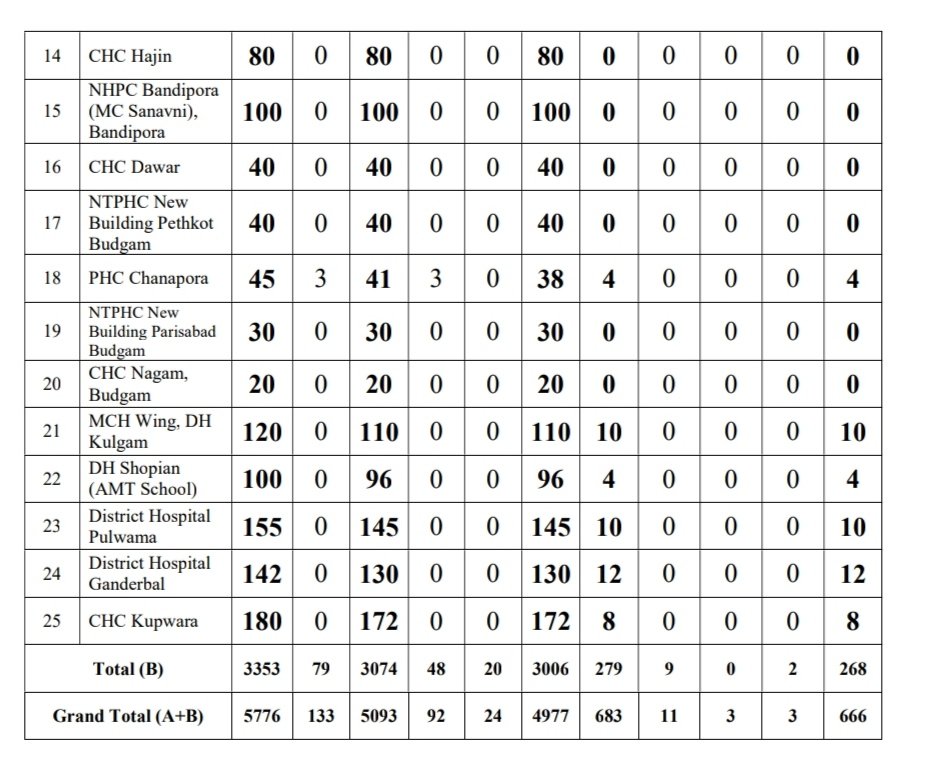 14 CHC Hajin 80 0 80 0 0 80 0 0 0 0 0
NHPC Bandipora
15 (MC Sanavni), 100 0 100 0 0 100 0 0 0 0 0
Bandipora
16 CHC Dawar 40 0 40 0 0 40 0 0 0 0 0
NTPHC New
17 Building Pethkot 40 0 40 0 0 40 0 0 0 0 0
Budgam
18 PHC Chanapora 45 3 41 3 0 38 4 0 0 0 4
NTPHC New
19 Building Parisabad 30 0 30 0 0 30 0 0 0 0 0
Budgam
20 CHC Nagam, 20 0 20 0 0 20 0 0 0 0 0
Budgam
21 MCH Wing, DH 120 0 110 0 0 110 10 0 0 0 10
Kulgam
22 DH Shopian 100 0 96 0 0 96 4 0 0 0 4
(AMT School)
23 District Hospital 155 0 145 0 0 145 10 0 0 0 10
Pulwama
24 District Hospital 142 0 130 0 0 130 12 0 0 0 12
Ganderbal
25 CHC Kupwara 180 0 172 0 0 172 8 0 0 0 8
Total (B) 3353 79 3074 48 20 3006 279 9 0 2 268
Grand Total (A+B) 5776 133 5093 92 24 4977 683 11 3 3 666